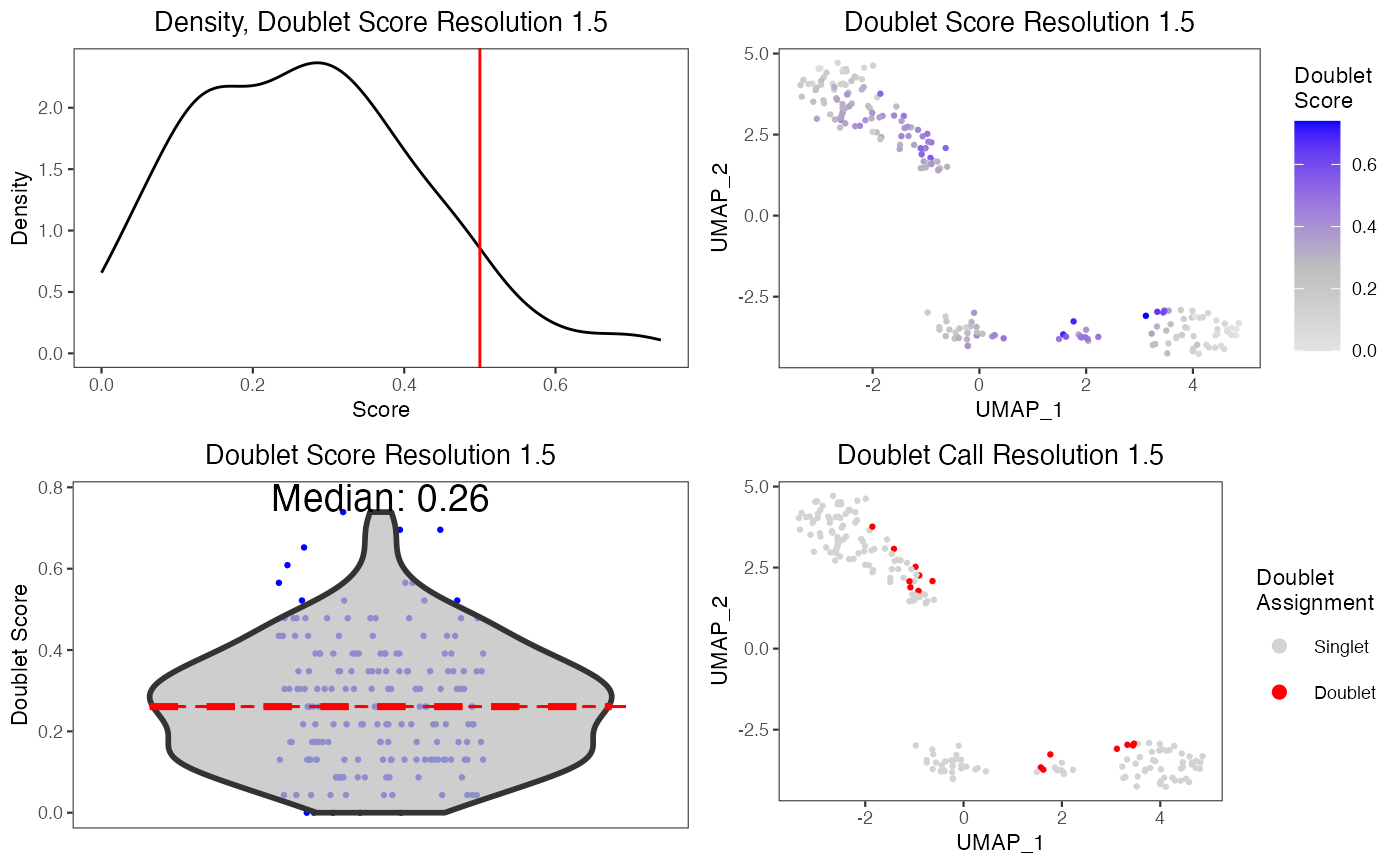 Density, Doublet Score Resolution 1.5
2.0
1.5
1.0
0.5
0.0
Density
0.0 0.2 0.4 0.6
Score
Doublet Score Resolution 1.5
5.0
2.5
0.0
-2.5
UMAP_2
-2 0 2 4
UMAP_1
Doublet
Score
0.6
0.4
0.2
0.0
Doublet Score Resolution 1.5
Median: 0.26
0.8
0.6
0.4
0.2
0.0
Doublet Score
Doublet Call Resolution 1.5
5.0
2.5
0.0
-2.5
UMAP_2
-2 0 2 4
UMAP_1
Doublet
Assignment
Singlet
Doublet